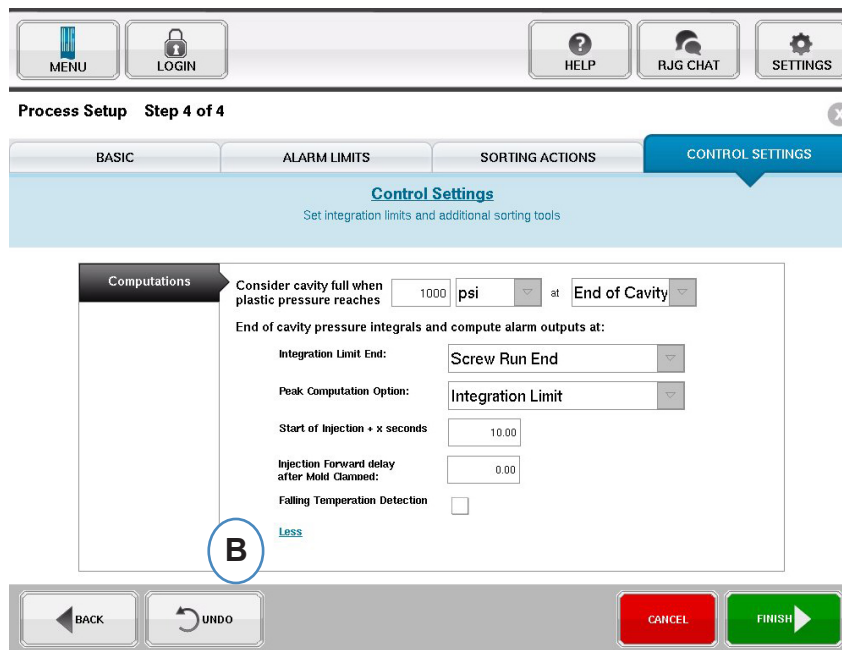 MENU
LOGIN
HELP
RJG CHAT
SETTINGS
Process Setup Step 4 of 4
X
BASIC
ALARM LIMITS
SORTING ACTIONS
CONTROL SETTINGS
Control Settings
Set integration limits and additional sorting tools
Computations
Consider cavity full when
plastic pressure reaches
1000 psi at End of Cavity
End of cavity pressure integrals and compute alarm outputs at:
Integration Limit End: Screw Run End
Peak Computation Option: Integration Limit
Start of Injection + x seconds 10.00
Injection Forward delay
after Mold Clamped: 0.00
Falling Temperation Detection
Less
B
BACK
UNDO
CANCEL
FINISH